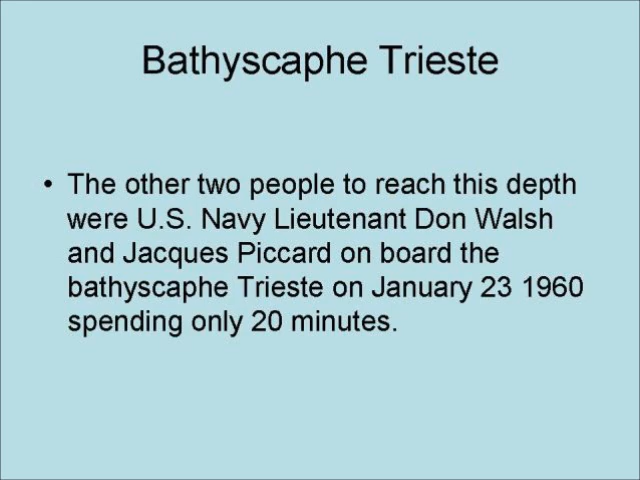 Bathyscaphe Trieste
• The other two people to reach this depth
were U.S. Navy Lieutenant Don Walsh
and Jacques Piccard on board the
bathyscaphe Trieste on January 23 1960
spending only 20 minutes.